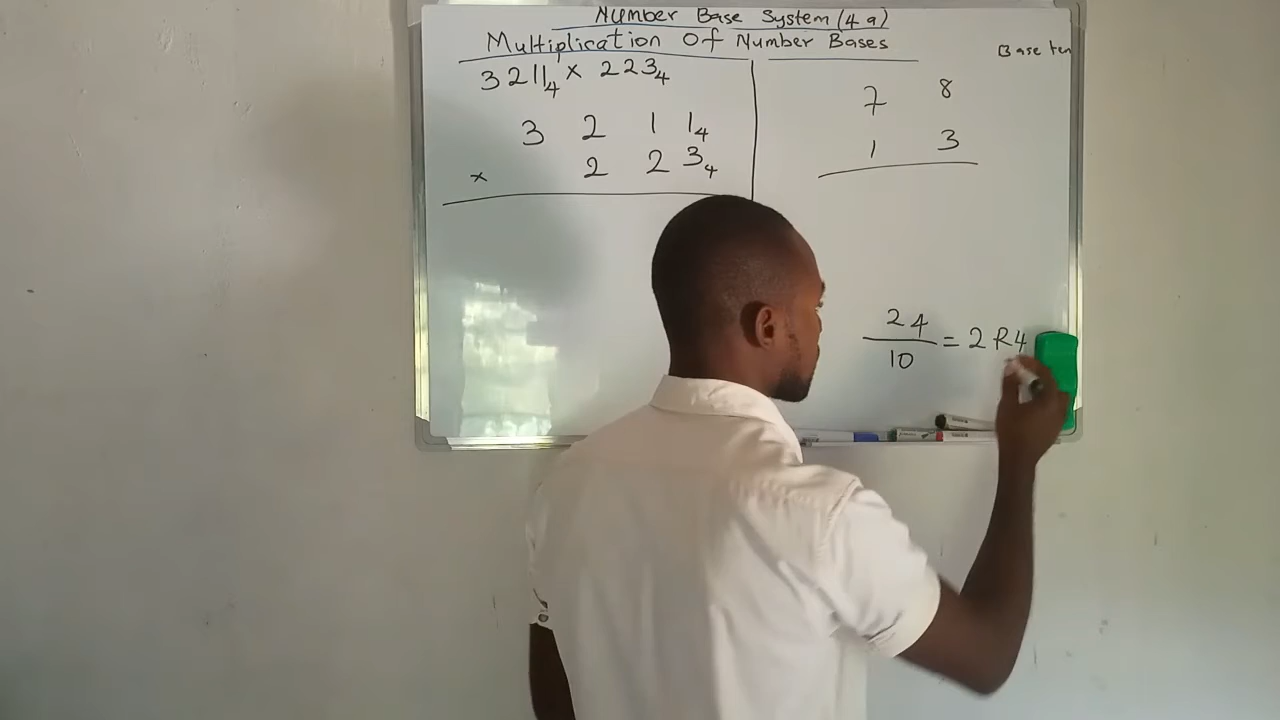 Number Base System (4 a)
Multiplication Of Number Bases
Base ten
3211₄ × 223₄
3 2 1 1₄
× 2 2 3₄
7 8
1 3
24
10
= 2 R4